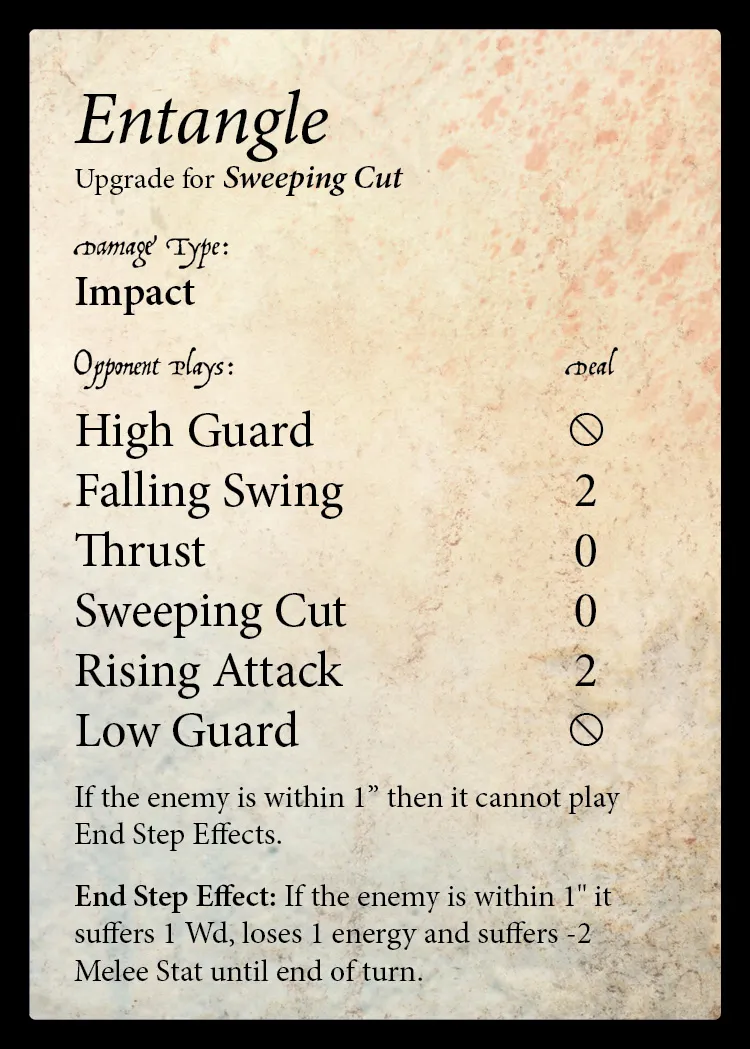 Entangle
Upgrade for Sweeping Cut
Damage Type:
Impact
Opponent Plays: Deal
High Guard 🛇
Falling Swing 2
Thrust 0
Sweeping Cut 0
Rising Attack 2
Low Guard 🛇
If the enemy is within 1” then it cannot play
End Step Effects.
End Step Effect: If the enemy is within 1" it
suffers 1 Wd, loses 1 energy and suffers -2
Melee Stat until end of turn.